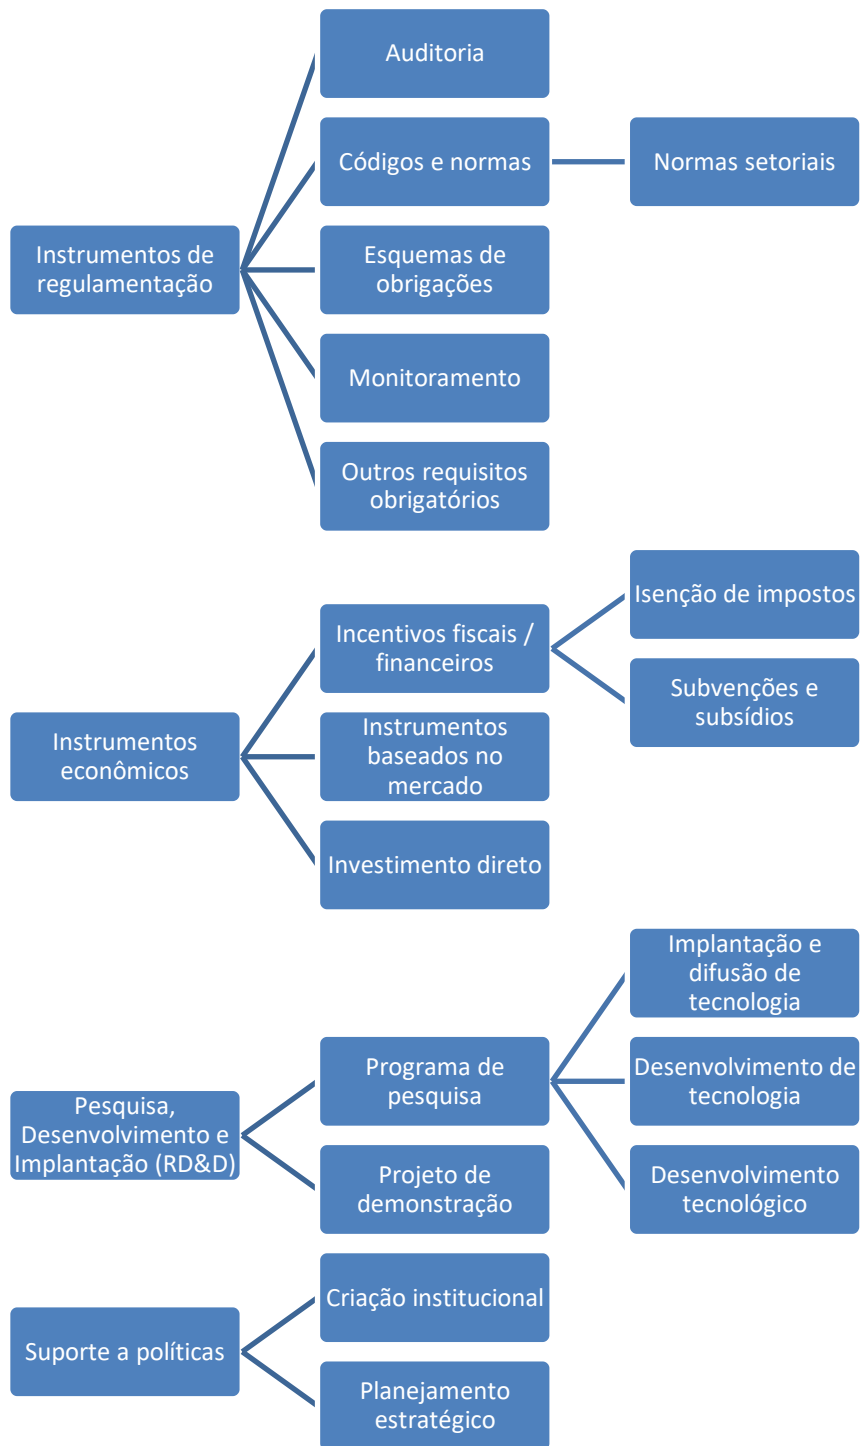 Auditoria
Códigos e normas
Normas setoriais
Instrumentos de
regulamentação
Esquemas de
obrigações
Monitoramento
Outros requisitos
obrigatórios
Isenção de impostos
Incentivos fiscais /
financeiros
Subvenções e
subsídios
Instrumentos
econômicos
Instrumentos
baseados no
mercado
Investimento direto
Implantação e
difusão de
tecnologia
Programa de
pesquisa
Desenvolvimento de
tecnologia
Pesquisa,
Desenvolvimento e
Implantação (RD&D)
Projeto de
demonstração
Desenvolvimento
tecnológico
Criação institucional
Suporte a políticas
Planejamento
estratégico